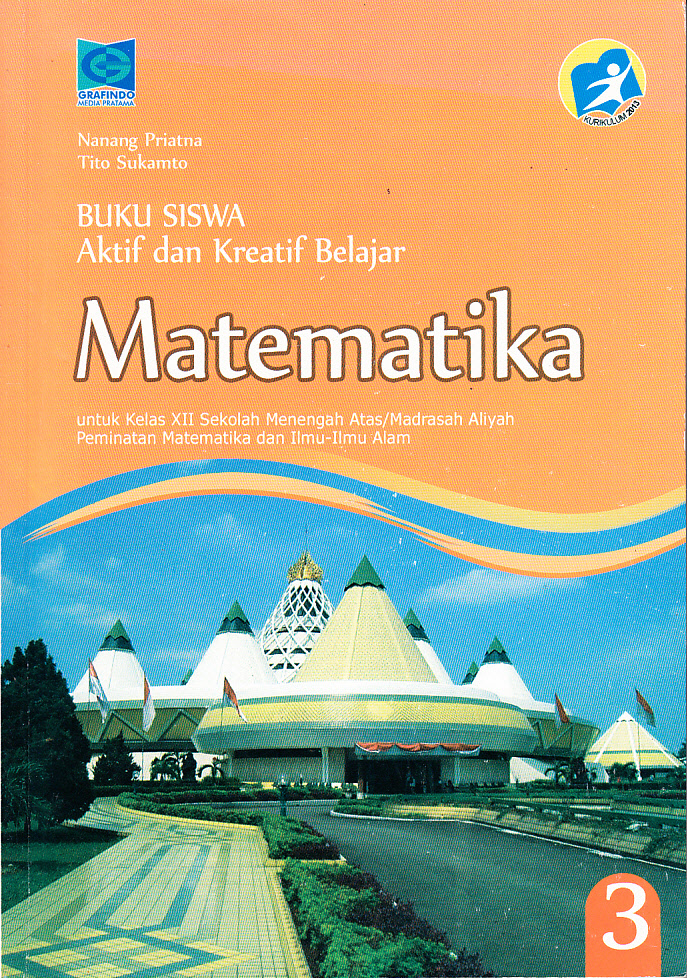 GRAFINDO
MEDIA PRATAMA
KURIKULUM 2013
Nanang Priatna
Tito Sukamto
BUKU SISWA
Aktif dan Kreatif Belajar
Matematika
untuk Kelas XII Sekolah Menengah Atas/Madrasah Aliyah
Peminatan Matematika dan Ilmu-Ilmu Alam
3